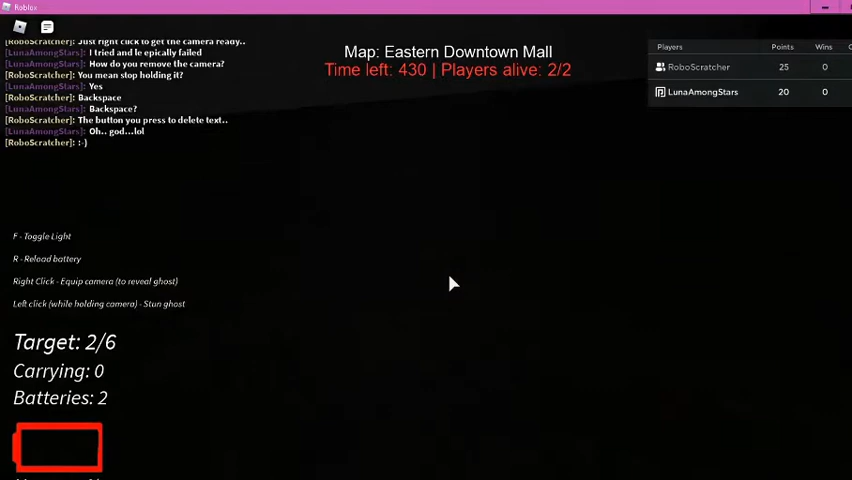 Roblox
[RoboScratcher]: Just right click to get the camera ready..
[LunaAmongStars]: I tried and le epically failed
[LunaAmongStars]: How do you remove the camera?
[RoboScratcher]: You mean stop holding it?
[LunaAmongStars]: Yes
[RoboScratcher]: Backspace
[LunaAmongStars]: Backspace?
[RoboScratcher]: The button you press to delete text..
[LunaAmongStars]: Oh.. god...lol
[RoboScratcher]: :-)
Map: Eastern Downtown Mall
Time left: 430 | Players alive: 2/2
Players Points Wins
RoboScratcher 25 0
LunaAmongStars 20 0
F - Toggle Light
R - Reload battery
Right Click - Equip camera (to reveal ghost)
Left click (while holding camera) - Stun ghost
Target: 2/6
Carrying: 0
Batteries: 2